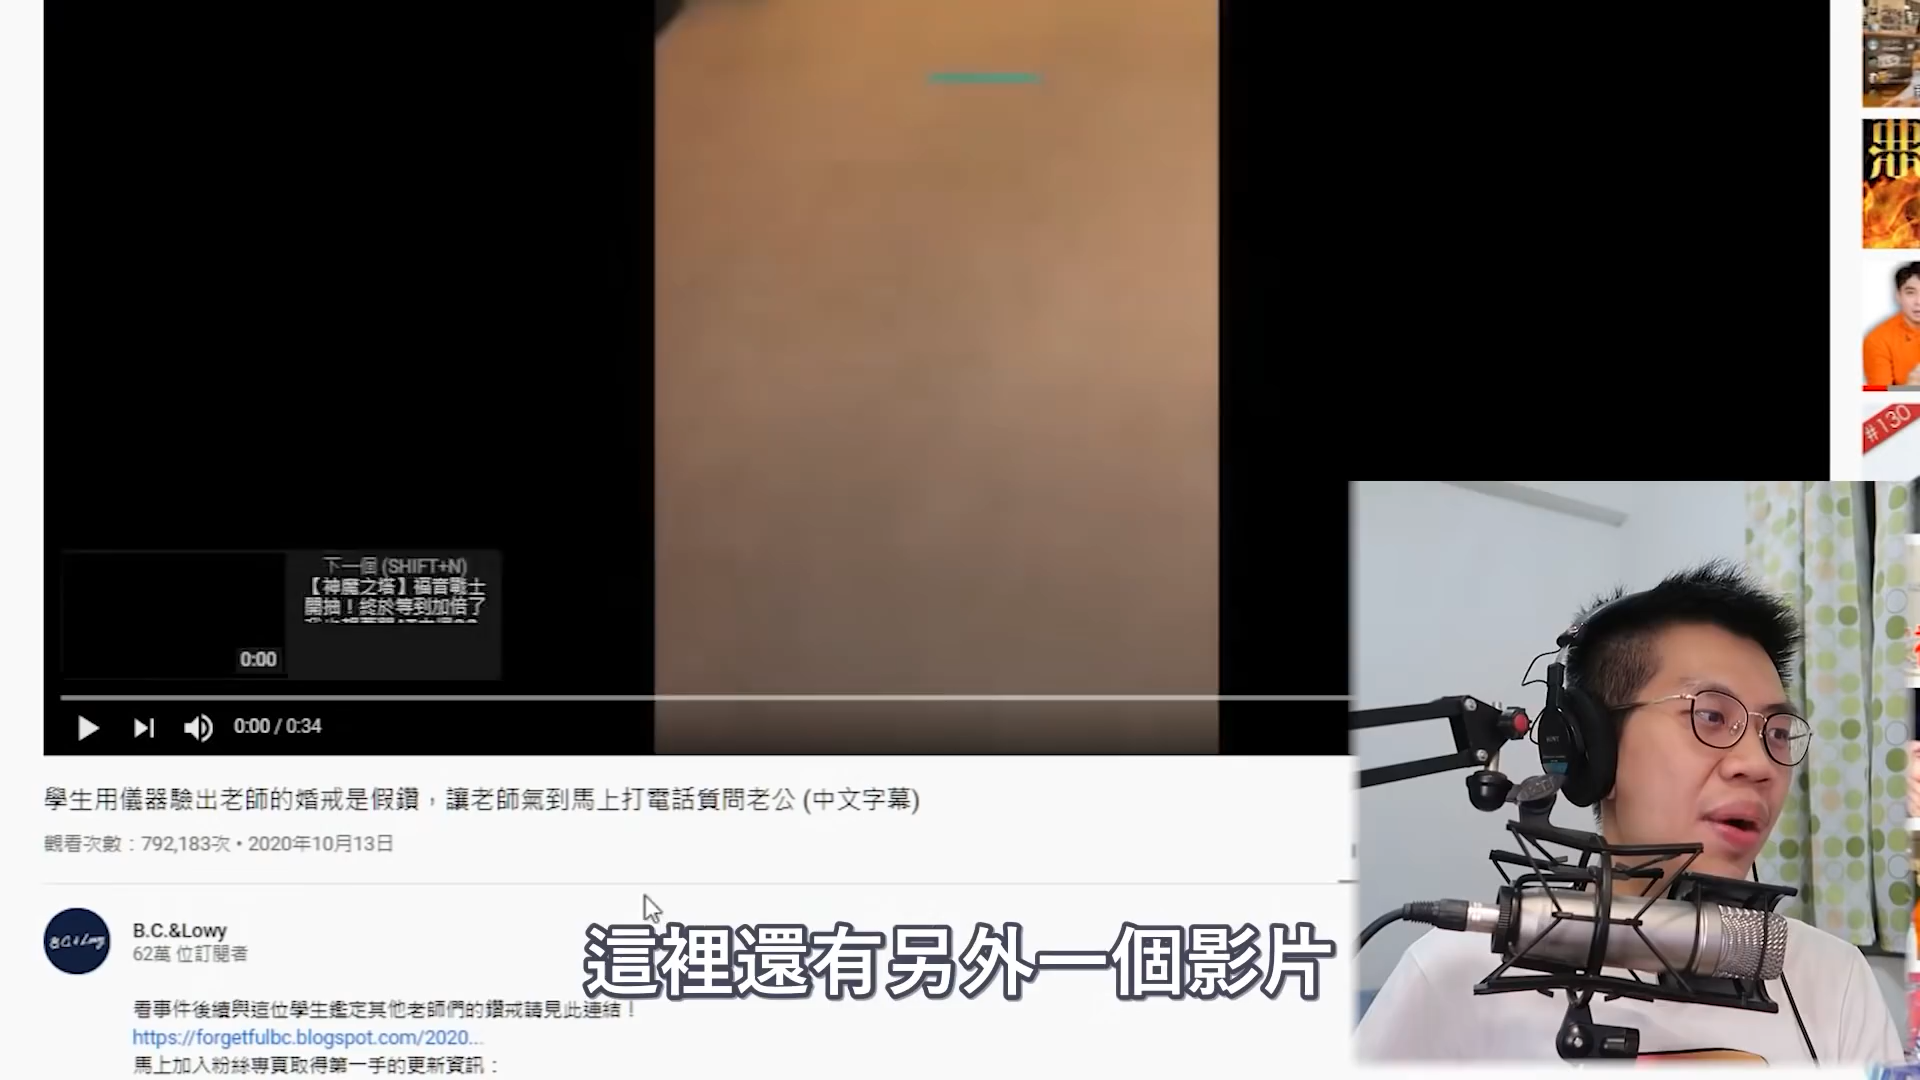 #130
下一個 (SHIFT+N)
【神魔之塔】福音戰士
開抽！終於等到加倍了
0:00
0:00 / 0:34
學生用儀器驗出老師的婚戒是假鑽，讓老師氣到馬上打電話質問老公 (中文字幕)
觀看次數：792,183次 • 2020年10月13日
B.C.&Lowy
62萬 位訂閱者
這裡還有另外一個影片
看事件後續與這位學生鑑定其他老師們的鑽戒請見此連結！
https://forgetfulbc.blogspot.com/2020...
馬上加入粉絲專頁取得第一手的更新資訊：